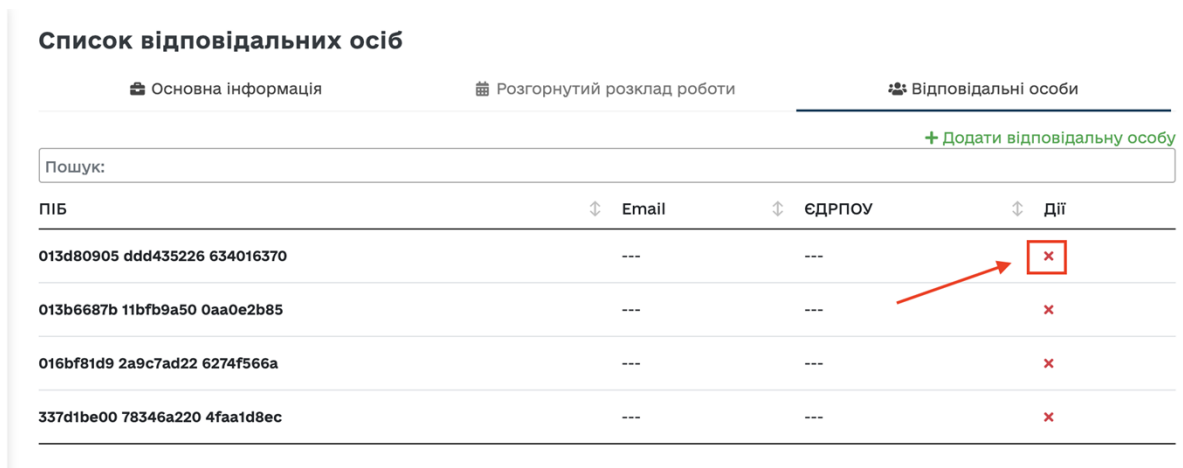 Список відповідальних осіб
Основна інформація Розгорнутий розклад роботи Відповідальні особи
+ Додати відповідальну особу
Пошук:
ПІБ Email ЄДРПОУ Дії
013d80905 ddd435226 634016370 --- --- ×
013b6687b 11bfb9a50 0aa0e2b85 --- --- ×
016bf81d9 2a9c7ad22 6274f566a --- --- ×
337d1be00 78346a220 4faa1d8ec --- --- ×